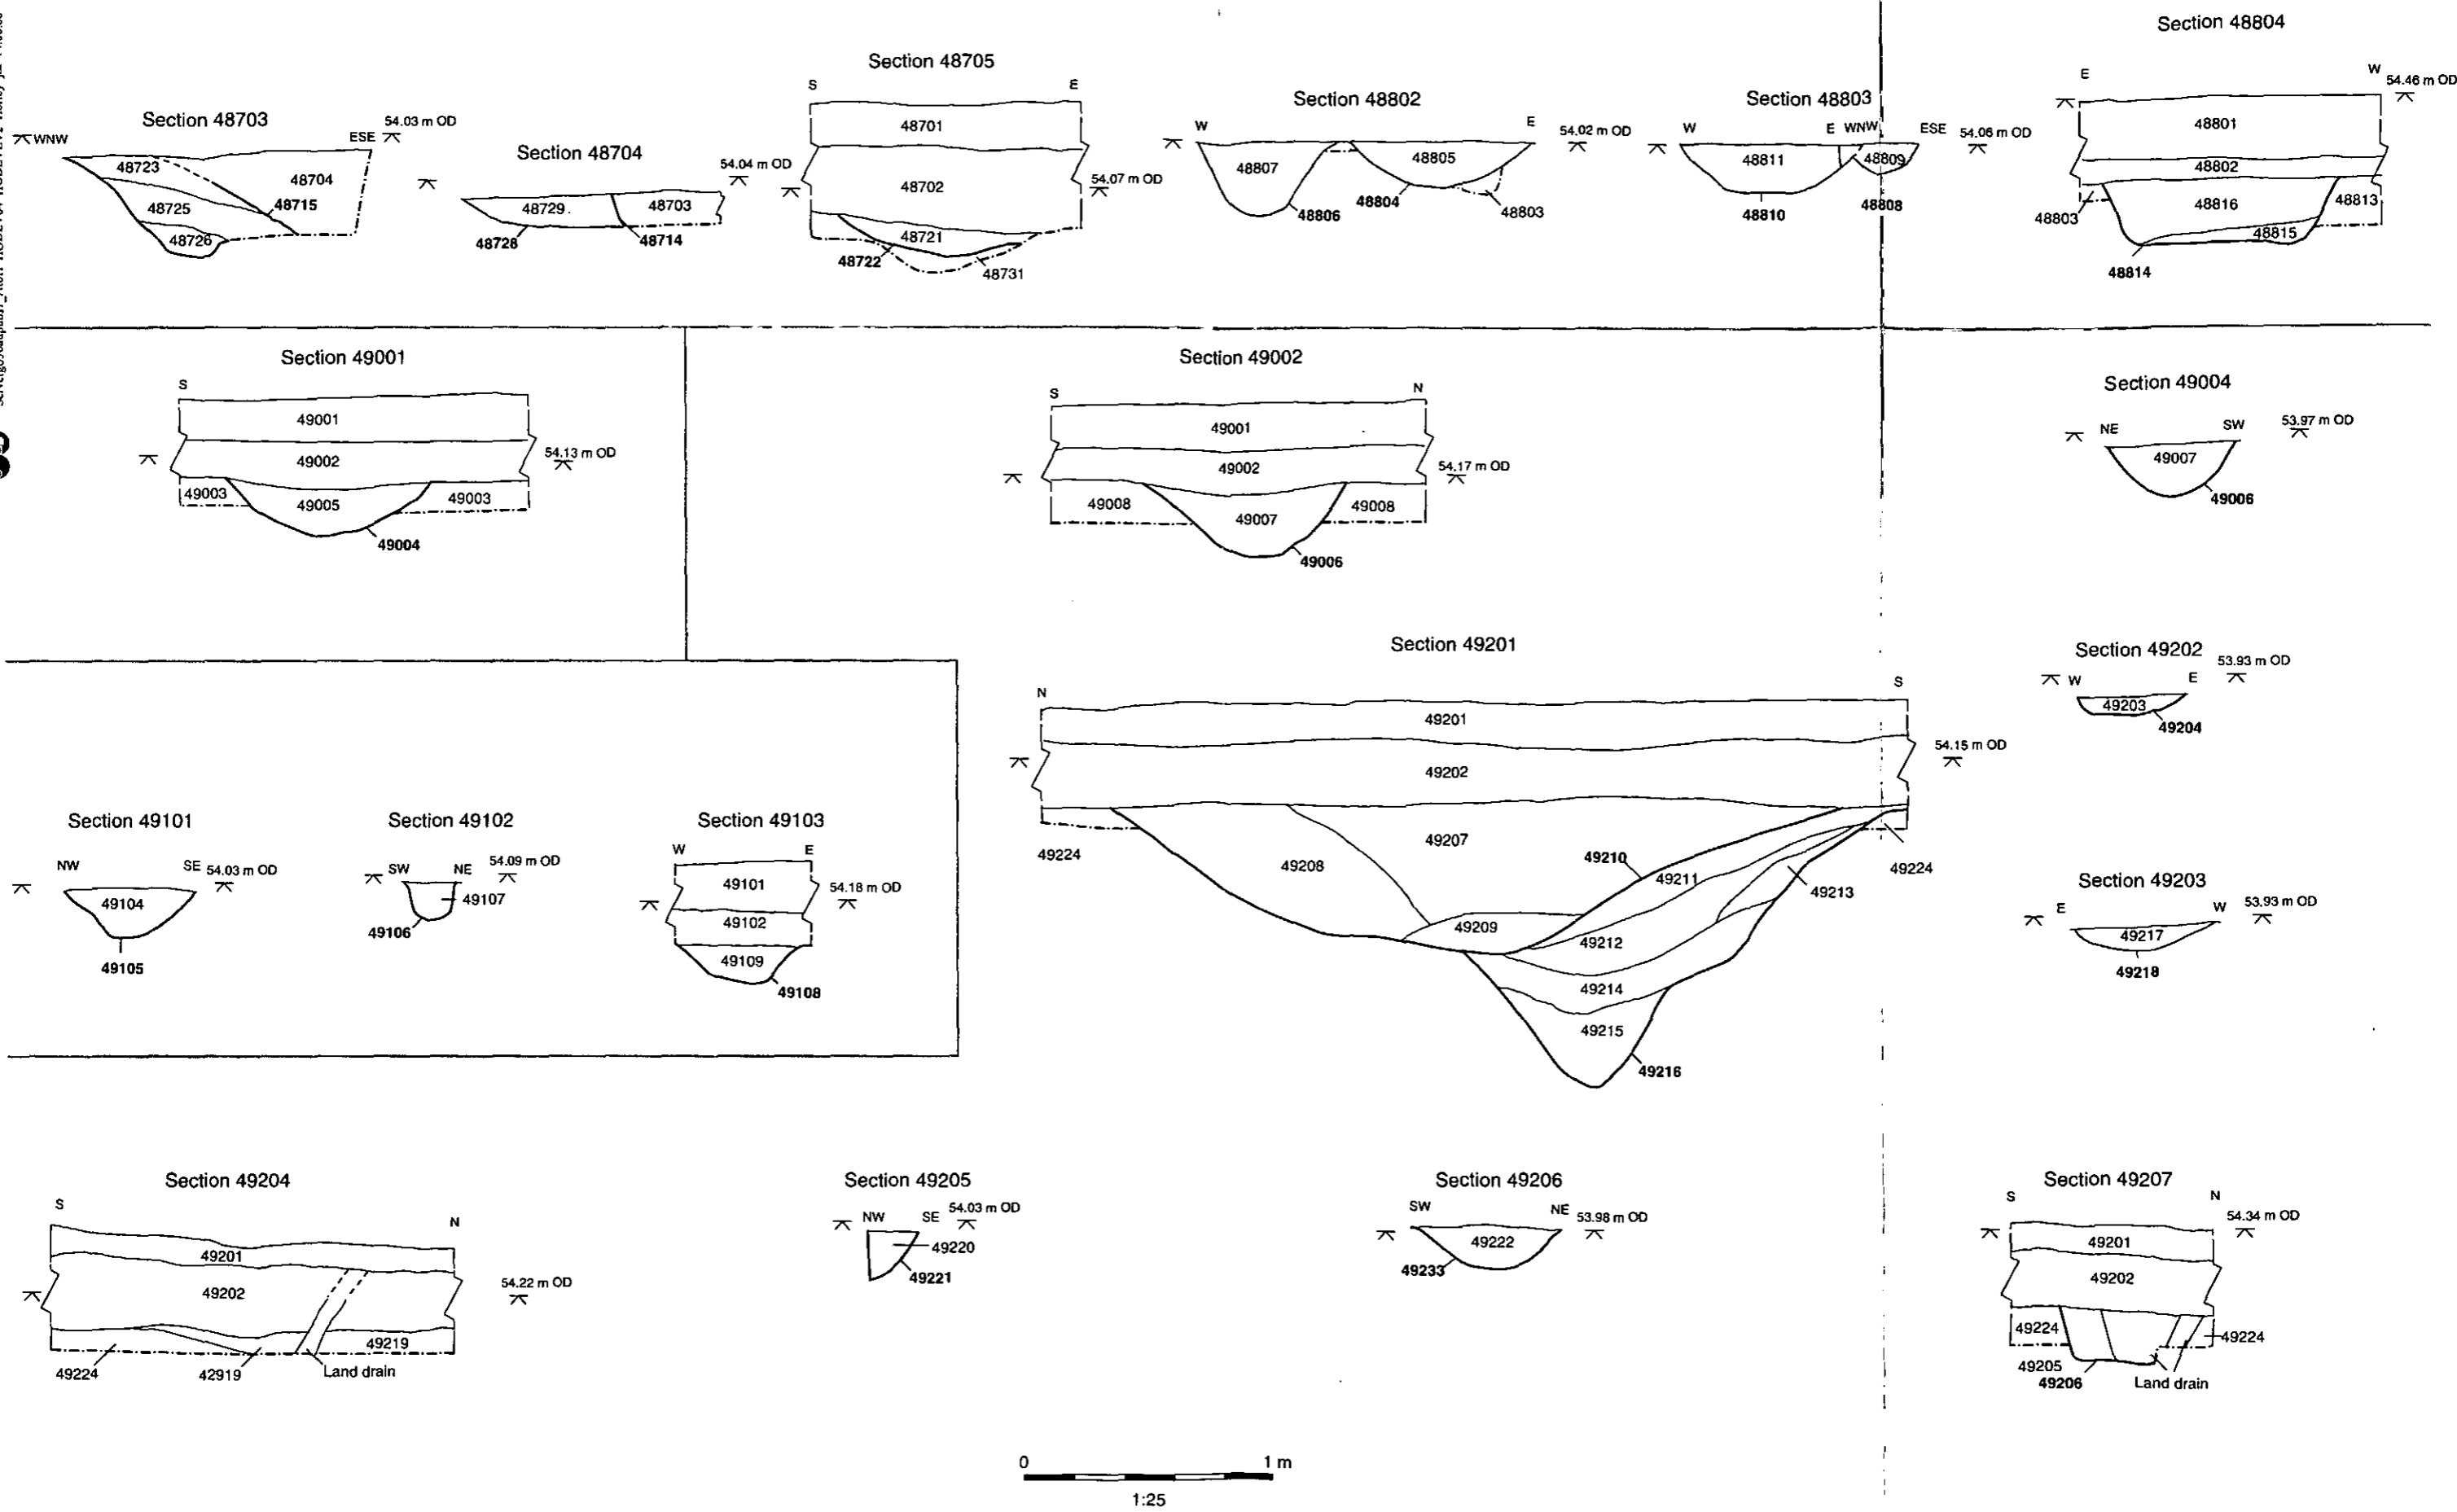 Section 48703
WNW
ESE
54.03 m OD
48723
48704
48725
48715
48726
Section 48704
54.04 m OD
48729
48703
48728
48714
Section 48705
S
E
48701
48702
54.07 m OD
48721
48722
48731
Section 48802
W
E
54.02 m OD
48807
48805
48806
48804
48803
Section 48803
W
E
WNW
ESE
54.06 m OD
48811
48809
48810
48808
Section 48804
E
W
54.46 m OD
48801
48802
48803
48816
48813
48815
48814
Section 49001
S
49001
49002
54.13 m OD
49003
49005
49003
49004
Section 49002
S
N
49001
49002
54.17 m OD
49008
49007
49008
49006
Section 49004
NE
SW
53.97 m OD
49007
49006
Section 49101
NW
SE
54.03 m OD
49104
49105
Section 49102
SW
NE
54.09 m OD
49107
49106
Section 49103
W
E
49101
54.18 m OD
49102
49109
49108
Section 49201
N
S
49201
54.15 m OD
49202
49224
49208
49207
49210
49211
49213
49224
49209
49212
49214
49215
49216
Section 49202
W
E
53.93 m OD
49203
49204
Section 49203
E
W
53.93 m OD
49217
49218
Section 49204
S
N
49201
49202
54.22 m OD
49219
49224
42919
Land drain
Section 49205
NW
SE
54.03 m OD
49220
49221
Section 49206
SW
NE
53.98 m OD
49222
49233
Section 49207
S
N
54.34 m OD
49201
49202
49224
49224
49205
49206
Land drain
0
1 m
1:25